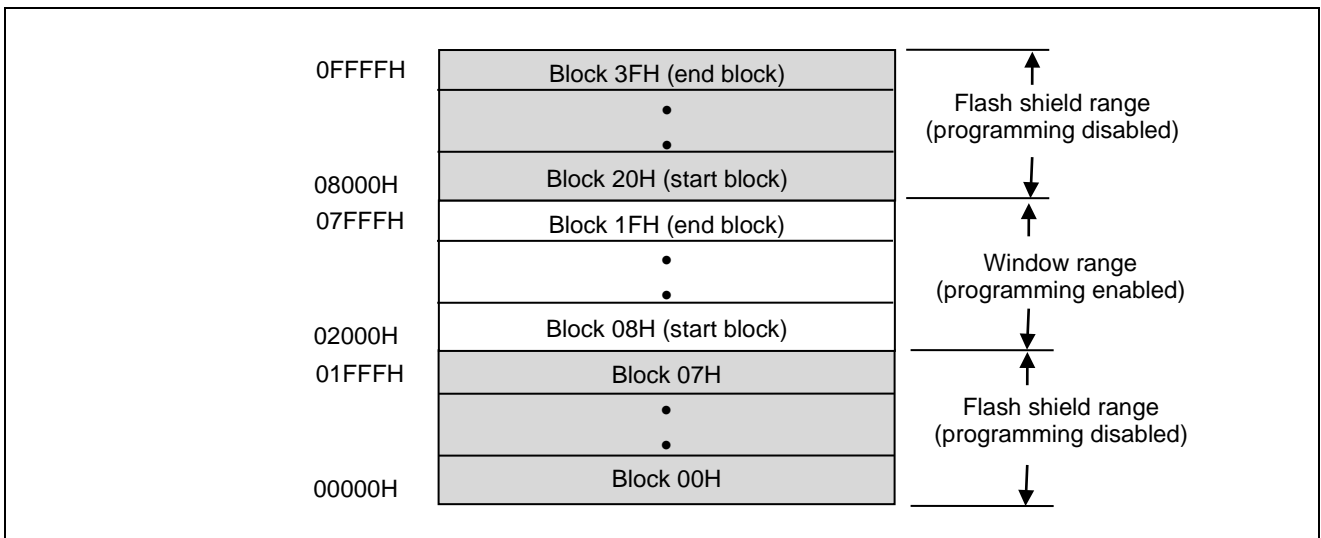 0FFFFH
Block 3FH (end block)
•
•
Flash shield range
(programming disabled)
08000H
Block 20H (start block)
07FFFH
Block 1FH (end block)
•
•
Window range
(programming enabled)
02000H
Block 08H (start block)
01FFFH
Block 07H
•
•
Flash shield range
(programming disabled)
00000H
Block 00H